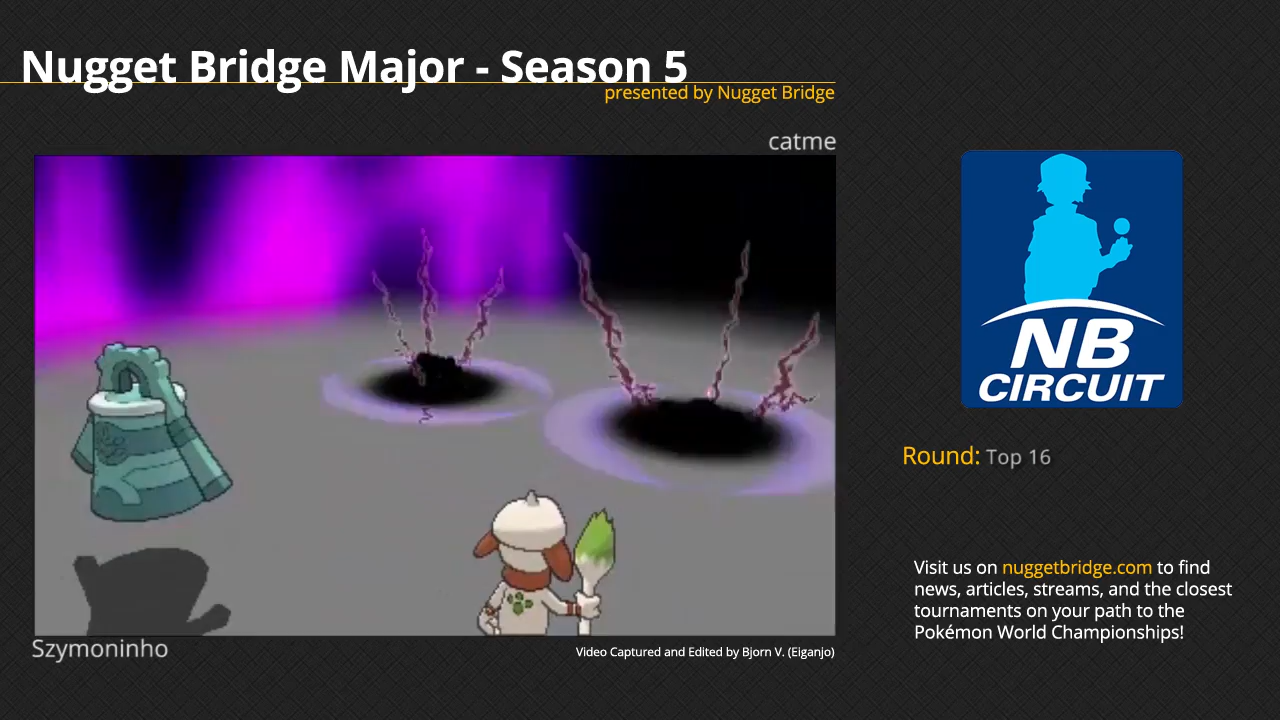 Nugget Bridge Major - Season 5
presented by Nugget Bridge
catme
NB
CIRCUIT
Round: Top 16
Visit us on nuggetbridge.com to find
news, articles, streams, and the closest
tournaments on your path to the
Pokémon World Championships!
Szymoninho
Video Captured and Edited by Bjorn V. (Eiganjo)